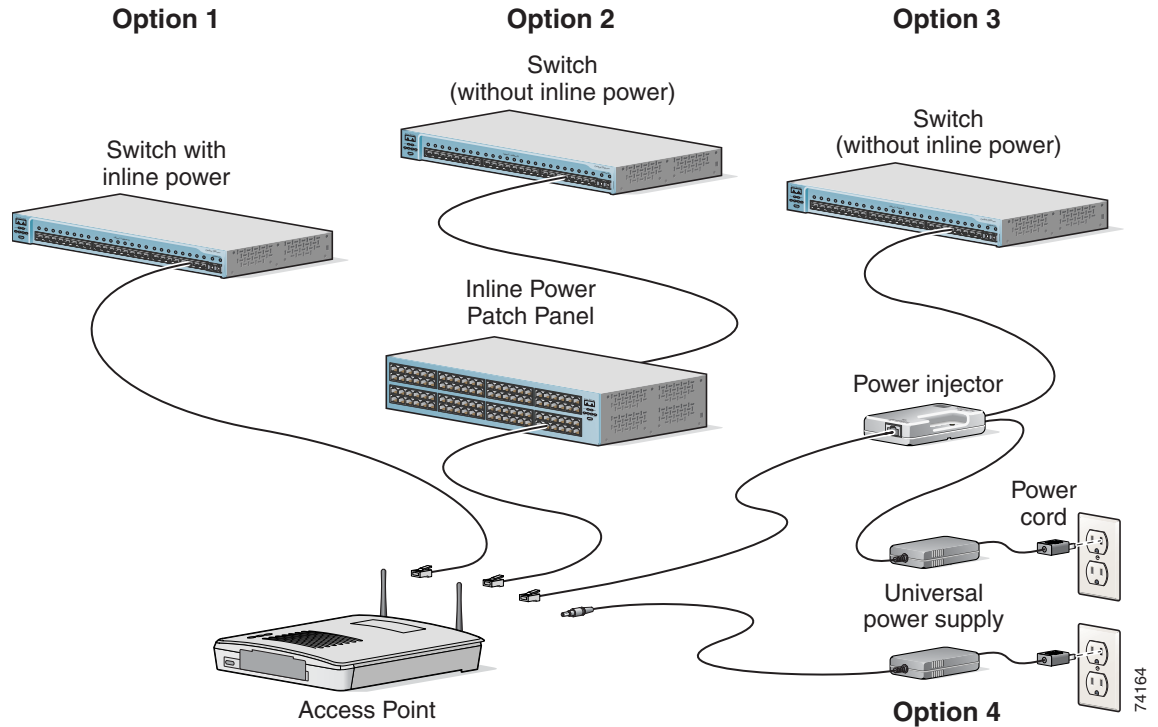 Option 1
Option 2
Option 3
Switch
(without inline power)
Switch with
inline power
Switch
(without inline power)
Inline Power
Patch Panel
Power injector
Power
cord
Universal
power supply
Access Point
Option 4
74164